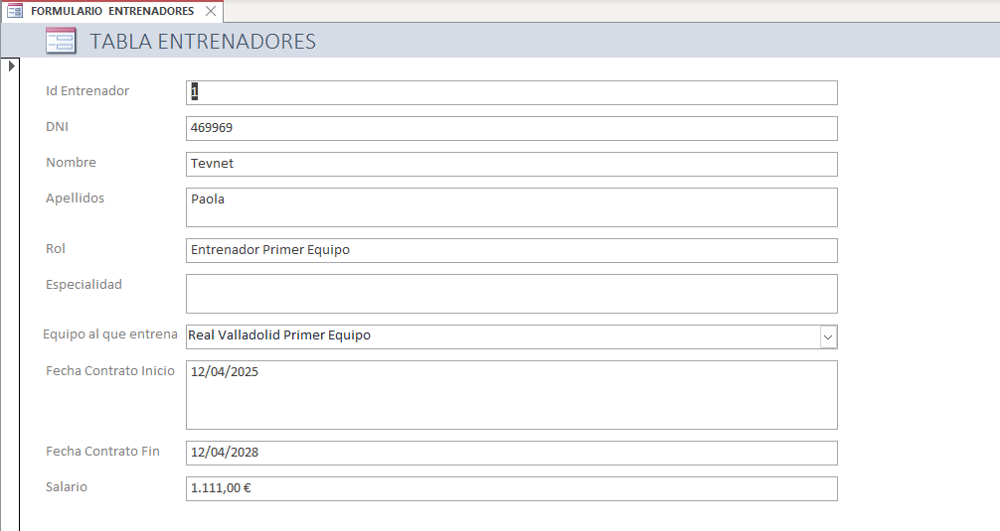 FORMULARIO ENTRENADORES
TABLA ENTRENADORES
Id Entrenador 1
DNI 469969
Nombre Tevnet
Apellidos Paola
Rol Entrenador Primer Equipo
Especialidad
Equipo al que entrena Real Valladolid Primer Equipo
Fecha Contrato Inicio 12/04/2025
Fecha Contrato Fin 12/04/2028
Salario 1.111,00 €